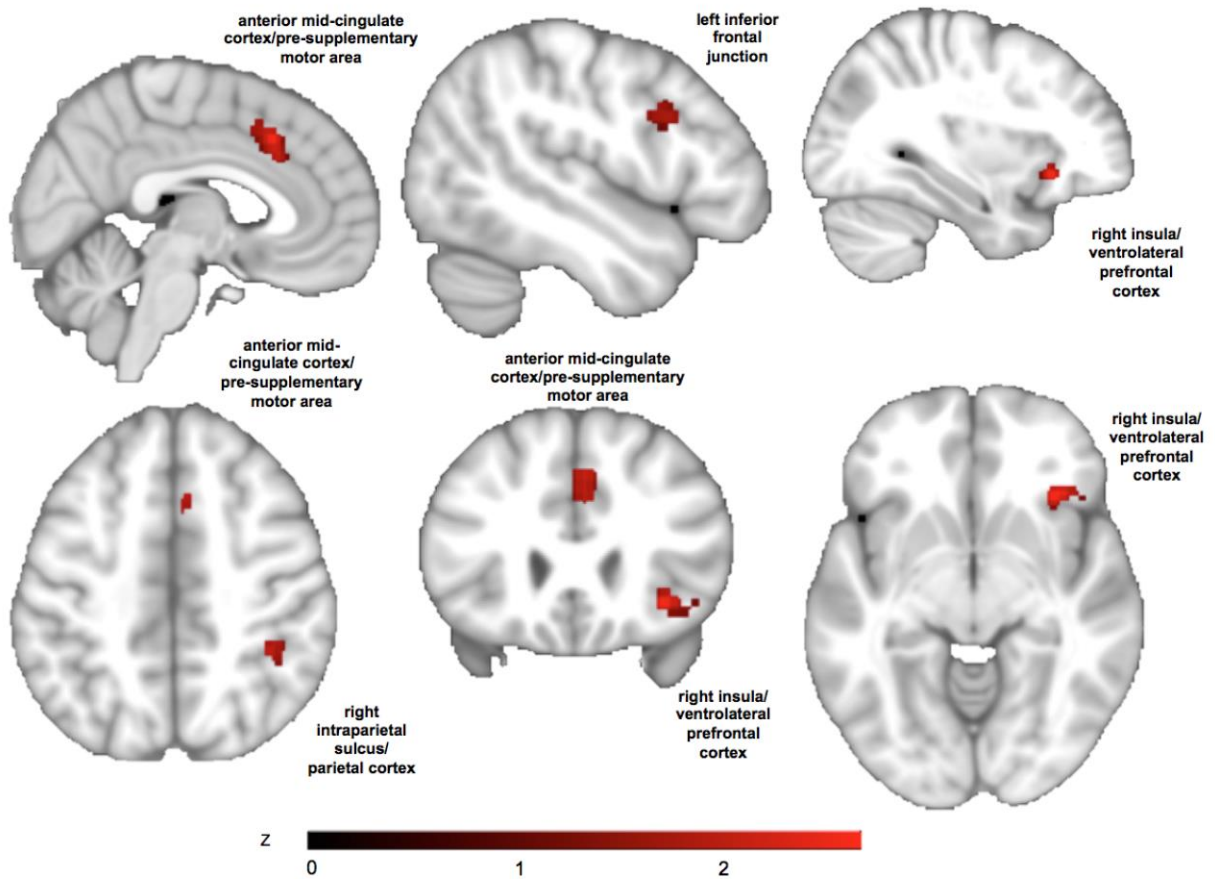 anterior mid-cingulate
cortex/pre-supplementary
motor area
left inferior
frontal
junction
right insula/
ventrolateral
prefrontal
cortex
anterior mid-
cingulate cortex/
pre-supplementary
motor area
anterior mid-cingulate
cortex/pre-supplementary
motor area
right insula/
ventrolateral
prefrontal
cortex
right
intraparietal
sulcus/
parietal cortex
right insula/
ventrolateral
prefrontal
cortex
z
0 1 2